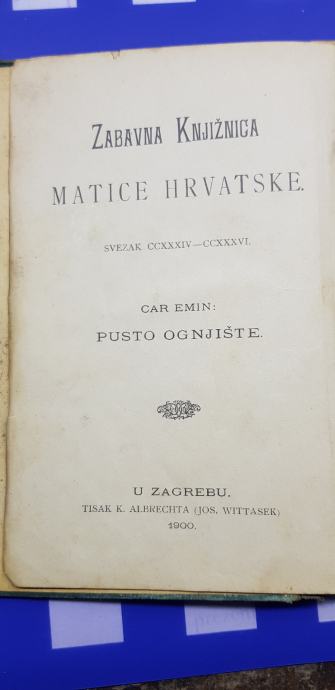 ZABAVNA KNJIŽNICA
MATICE HRVATSKE.
SVEZAK CCXXXIV—CCXXXVI.
CAR EMIN:
PUSTO OGNJIŠTE.
U ZAGREBU.
TISAK K. ALBRECHTA (JOS. WITTASEK)
1900.